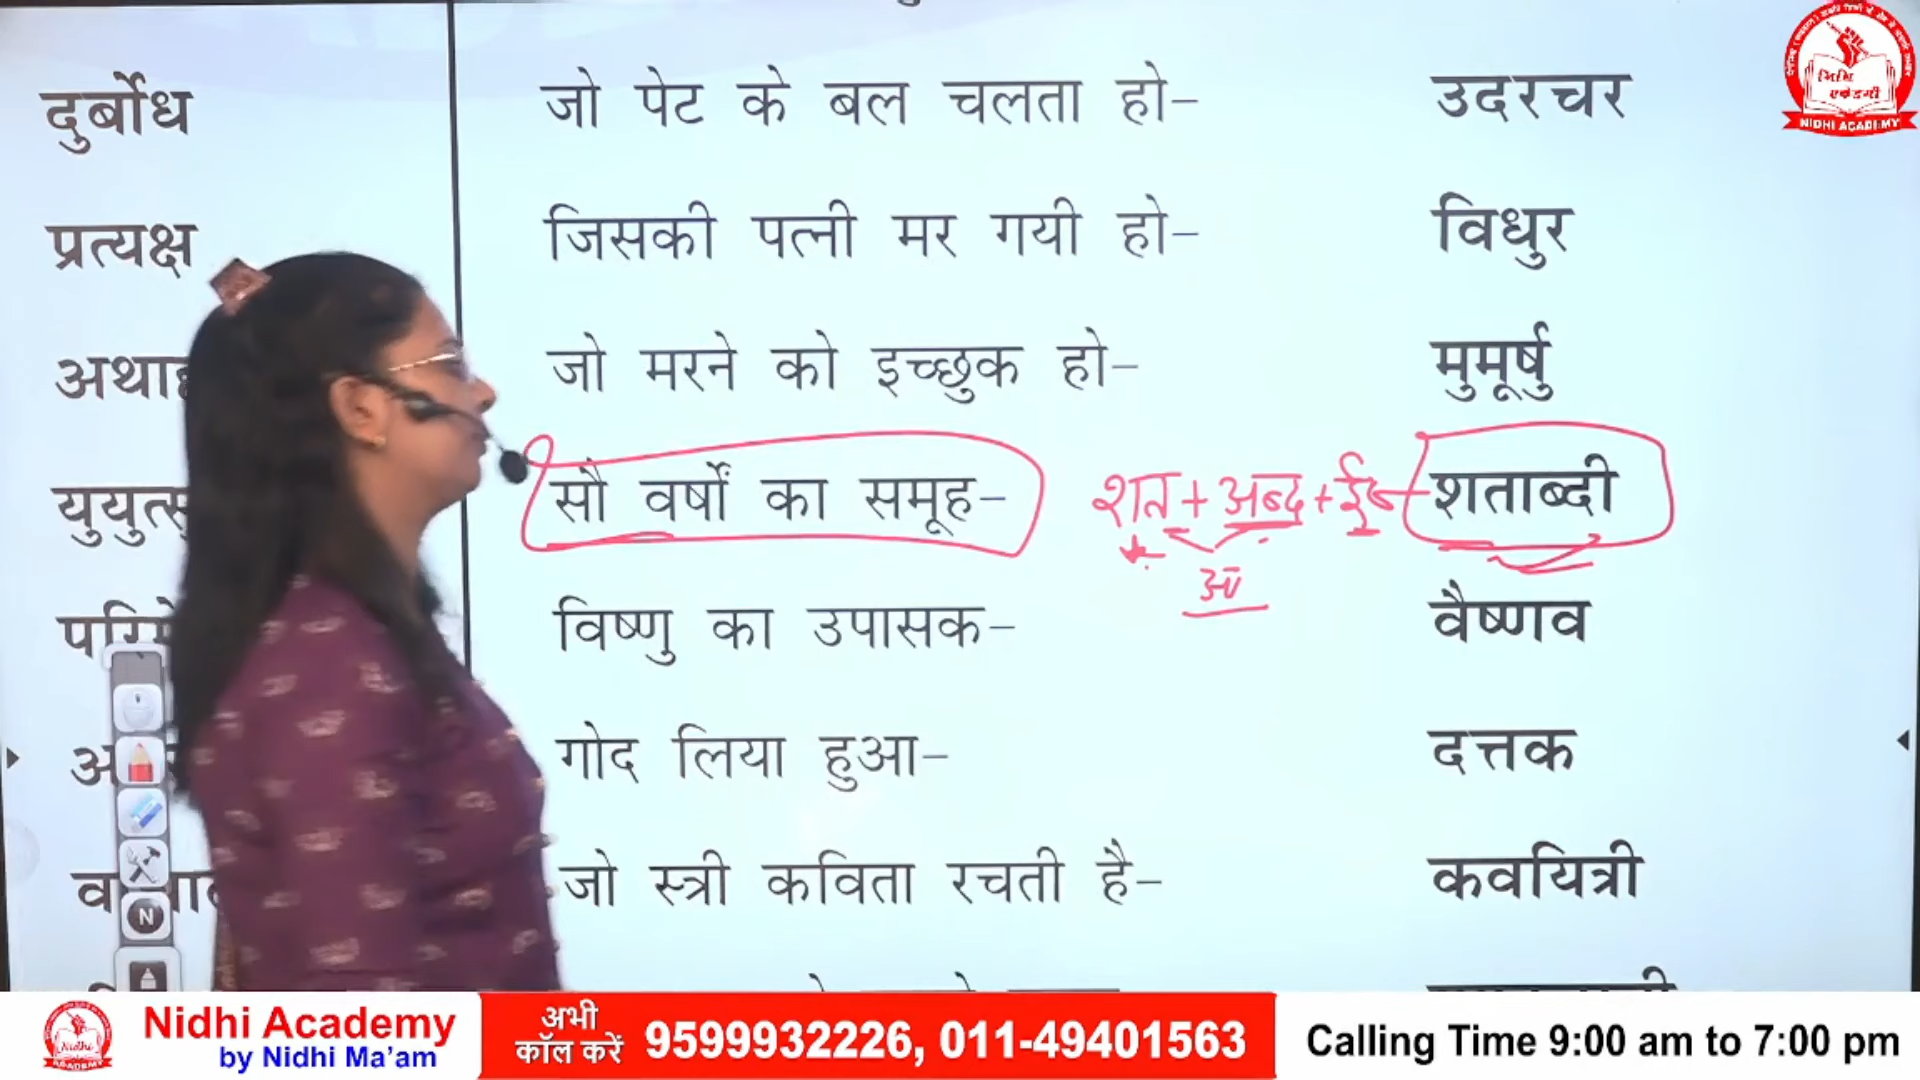 दुर्बोध
जो पेट के बल चलता हो– उदरचर
प्रत्यक्ष
जिसकी पत्नी मर गयी हो– विधुर
जो मरने को इच्छुक हो– मुमूर्षु
सौ वर्षों का समूह– शत + अब्द + ई शताब्दी
आ
विष्णु का उपासक– वैष्णव
गोद लिया हुआ– दत्तक
जो स्त्री कविता रचती है– कवयित्री
N
NIDHI ACADEMY
Nidhi Academy
by Nidhi Ma'am
अभी
कॉल करें
9599932226, 011-49401563
Calling Time 9:00 am to 7:00 pm